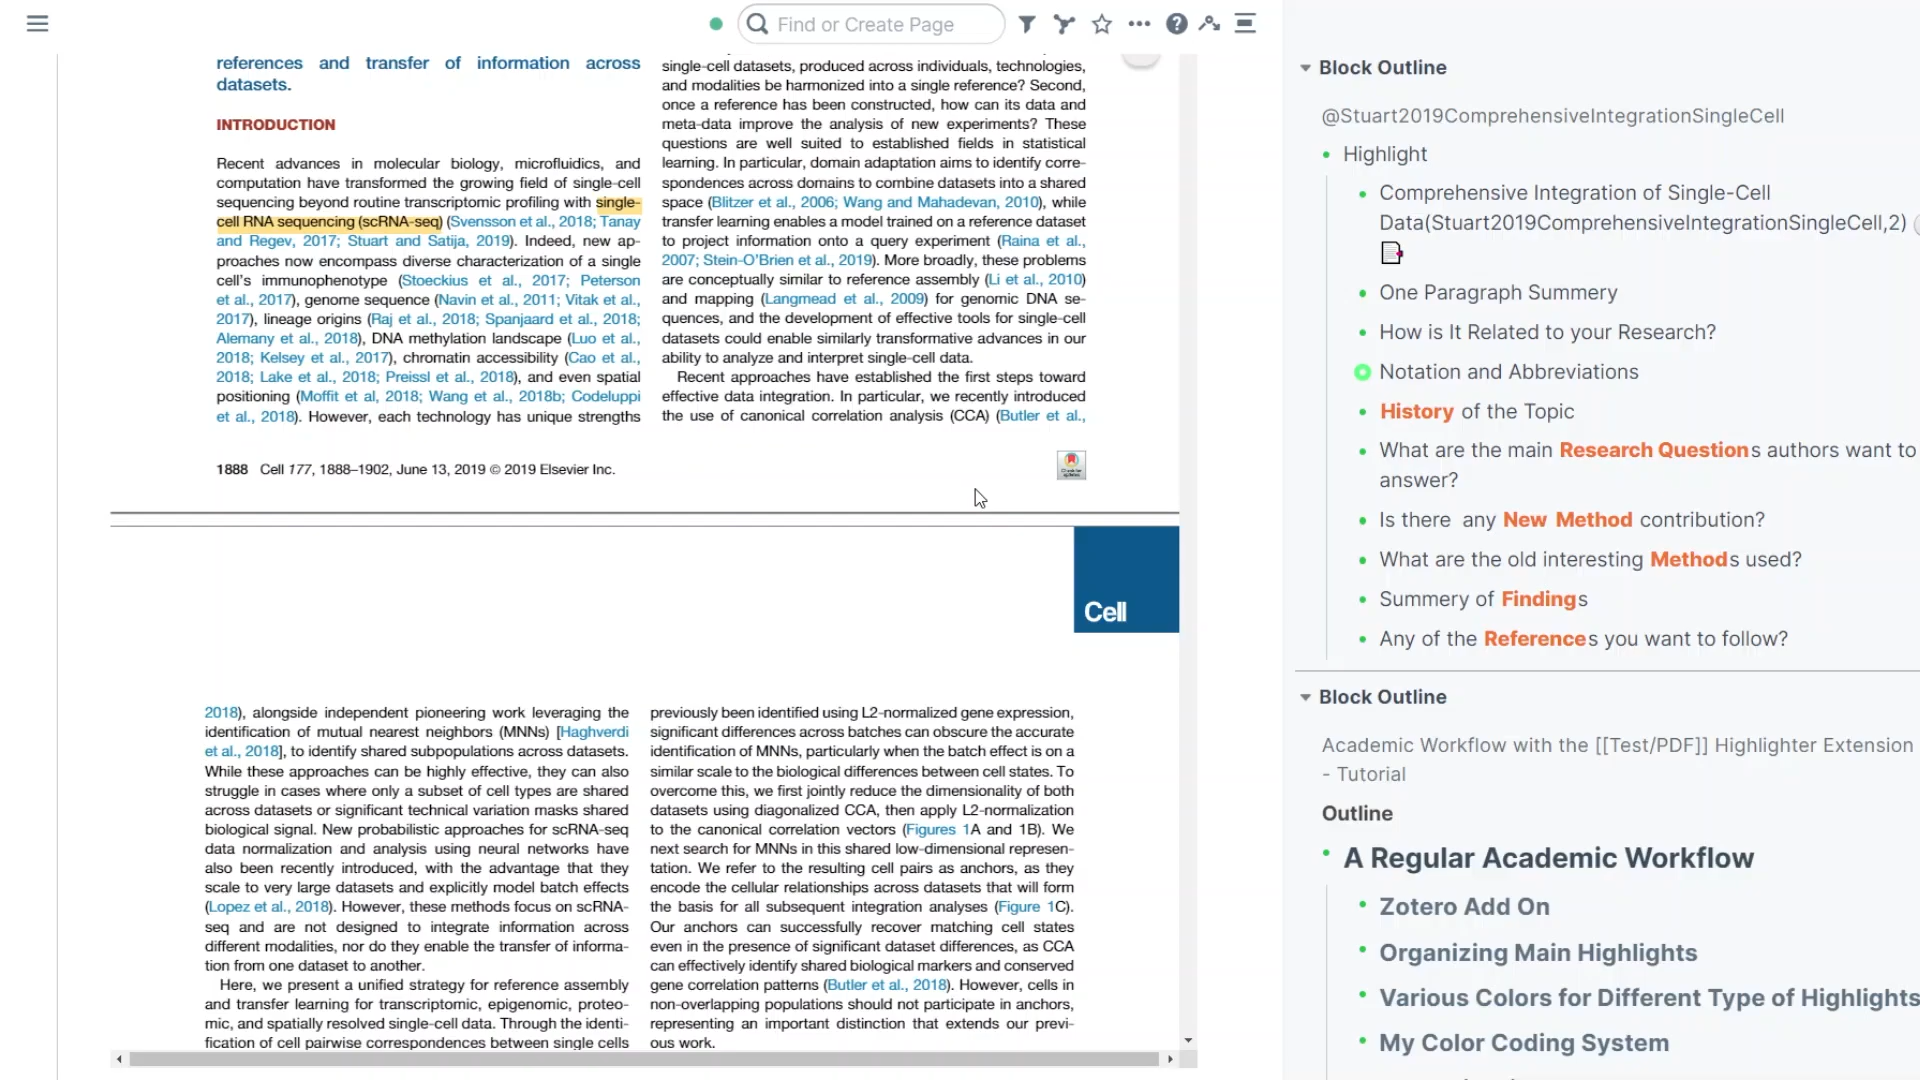 Find or Create Page
references and transfer of information across
datasets.
INTRODUCTION
Recent advances in molecular biology, microfluidics, and
computation have transformed the growing field of single-cell
sequencing beyond routine transcriptomic profiling with single-
cell RNA sequencing (scRNA-seq) (Svensson et al., 2018; Tanay
and Regev, 2017; Stuart and Satija, 2019). Indeed, new ap-
proaches now encompass diverse characterization of a single
cell's immunophenotype (Stoeckius et al., 2017; Peterson
et al., 2017), genome sequence (Navin et al., 2011; Vitak et al.,
2017), lineage origins (Raj et al., 2018; Spanjaard et al., 2018;
Alemany et al., 2018), DNA methylation landscape (Luo et al.,
2018; Kelsey et al., 2017), chromatin accessibility (Cao et al.,
2018; Lake et al., 2018; Preissl et al., 2018), and even spatial
positioning (Moffit et al, 2018; Wang et al., 2018b; Codeluppi
et al., 2018). However, each technology has unique strengths
single-cell datasets, produced across individuals, technologies,
and modalities be harmonized into a single reference? Second,
once a reference has been constructed, how can its data and
meta-data improve the analysis of new experiments? These
questions are well suited to established fields in statistical
learning. In particular, domain adaptation aims to identify corre-
spondences across domains to combine datasets into a shared
space (Blitzer et al., 2006; Wang and Mahadevan, 2010), while
transfer learning enables a model trained on a reference dataset
to project information onto a query experiment (Raina et al.,
2007; Stein-O'Brien et al., 2019). More broadly, these problems
are conceptually similar to reference assembly (Li et al., 2010)
and mapping (Langmead et al., 2009) for genomic DNA se-
quences, and the development of effective tools for single-cell
datasets could enable similarly transformative advances in our
ability to analyze and interpret single-cell data.
Recent approaches have established the first steps toward
effective data integration. In particular, we recently introduced
the use of canonical correlation analysis (CCA) (Butler et al.,
1888 Cell 177, 1888–1902, June 13, 2019 © 2019 Elsevier Inc.
Cell
2018), alongside independent pioneering work leveraging the
identification of mutual nearest neighbors (MNNs) [Haghverdi
et al., 2018], to identify shared subpopulations across datasets.
While these approaches can be highly effective, they can also
struggle in cases where only a subset of cell types are shared
across datasets or significant technical variation masks shared
biological signal. New probabilistic approaches for scRNA-seq
data normalization and analysis using neural networks have
also been recently introduced, with the advantage that they
scale to very large datasets and explicitly model batch effects
(Lopez et al., 2018). However, these methods focus on scRNA-
seq and are not designed to integrate information across
different modalities, nor do they enable the transfer of informa-
tion from one dataset to another.
Here, we present a unified strategy for reference assembly
and transfer learning for transcriptomic, epigenomic, proteo-
mic, and spatially resolved single-cell data. Through the identi-
fication of cell pairwise correspondences between single cells
previously been identified using L2-normalized gene expression,
significant differences across batches can obscure the accurate
identification of MNNs, particularly when the batch effect is on a
similar scale to the biological differences between cell states. To
overcome this, we first jointly reduce the dimensionality of both
datasets using diagonalized CCA, then apply L2-normalization
to the canonical correlation vectors (Figures 1A and 1B). We
next search for MNNs in this shared low-dimensional represen-
tation. We refer to the resulting cell pairs as anchors, as they
encode the cellular relationships across datasets that will form
the basis for all subsequent integration analyses (Figure 1C).
Our anchors can successfully recover matching cell states
even in the presence of significant dataset differences, as CCA
can effectively identify shared biological markers and conserved
gene correlation patterns (Butler et al., 2018). However, cells in
non-overlapping populations should not participate in anchors,
representing an important distinction that extends our previ-
ous work.
Block Outline
@Stuart2019ComprehensiveIntegrationSingleCell
Highlight
Comprehensive Integration of Single-Cell
Data(Stuart2019ComprehensiveIntegrationSingleCell,2)
One Paragraph Summary
How is It Related to your Research?
Notation and Abbreviations
History of the Topic
What are the main Research Questions authors want to
answer?
Is there any New Method contribution?
What are the old interesting Methods used?
Summery of Findings
Any of the References you want to follow?
Block Outline
Academic Workflow with the [[Test/PDF]] Highlighter Extension
- Tutorial
Outline
A Regular Academic Workflow
Zotero Add On
Organizing Main Highlights
Various Colors for Different Type of Highlights
My Color Coding System